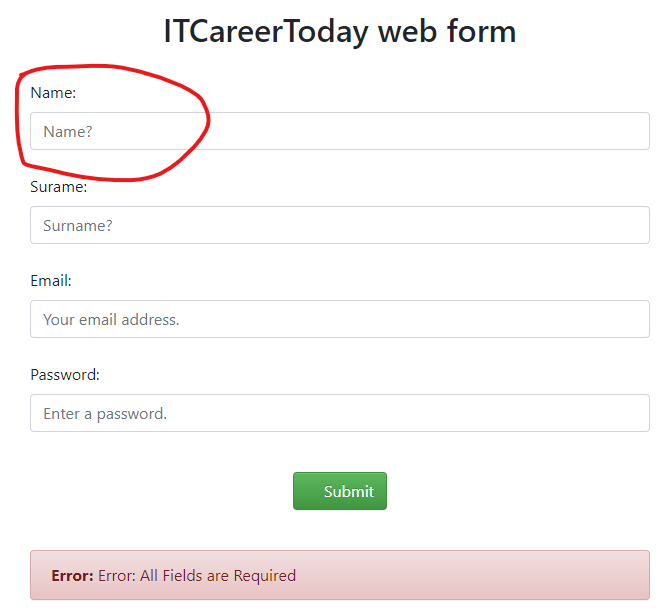 ITCareerToday web form
Name:
Name?
Surame:
Surname?
Email:
Your email address.
Password:
Enter a password.
Submit
Error: Error: All Fields are Required